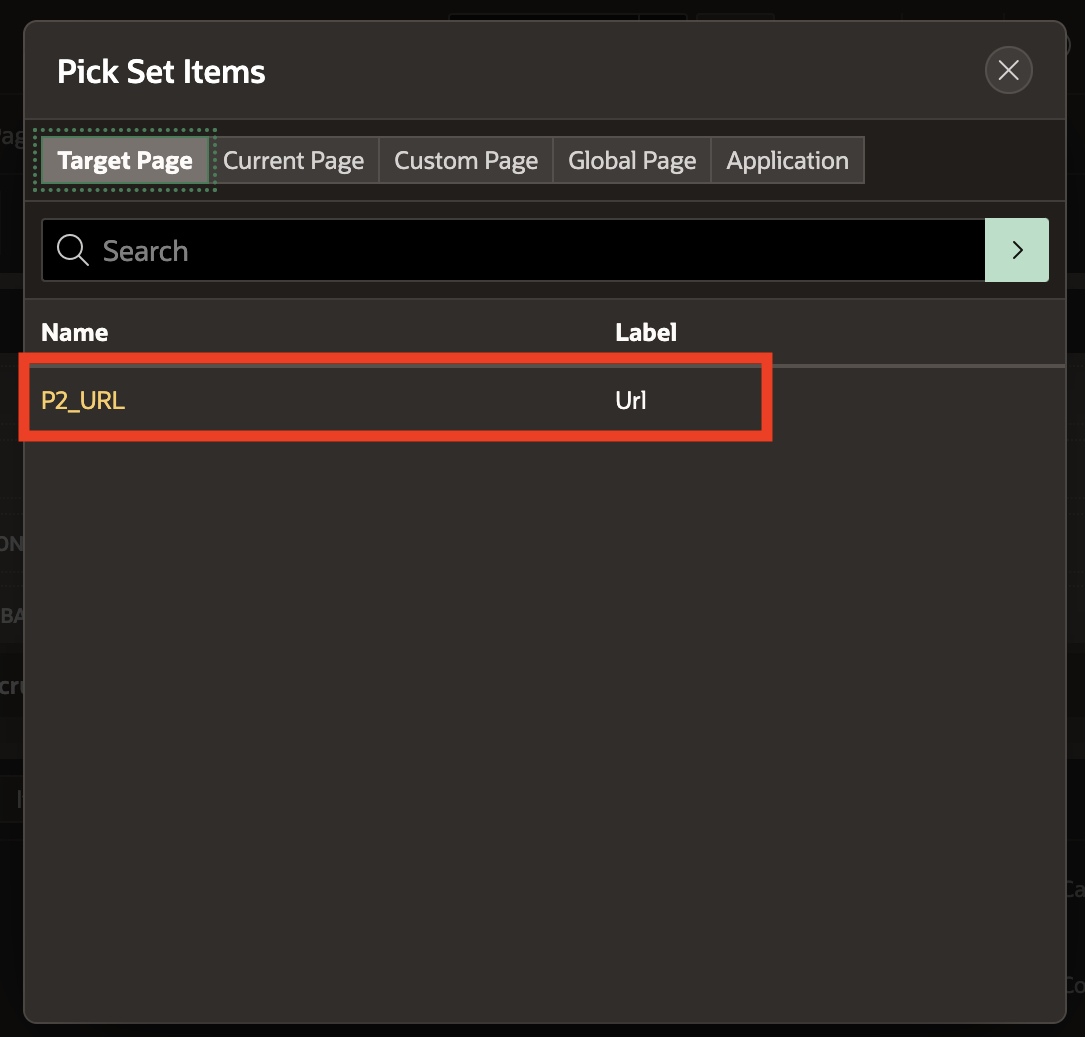 Pick Set Items
Target Page Current Page Custom Page Global Page Application
Search
Name Label
P2_URL Url